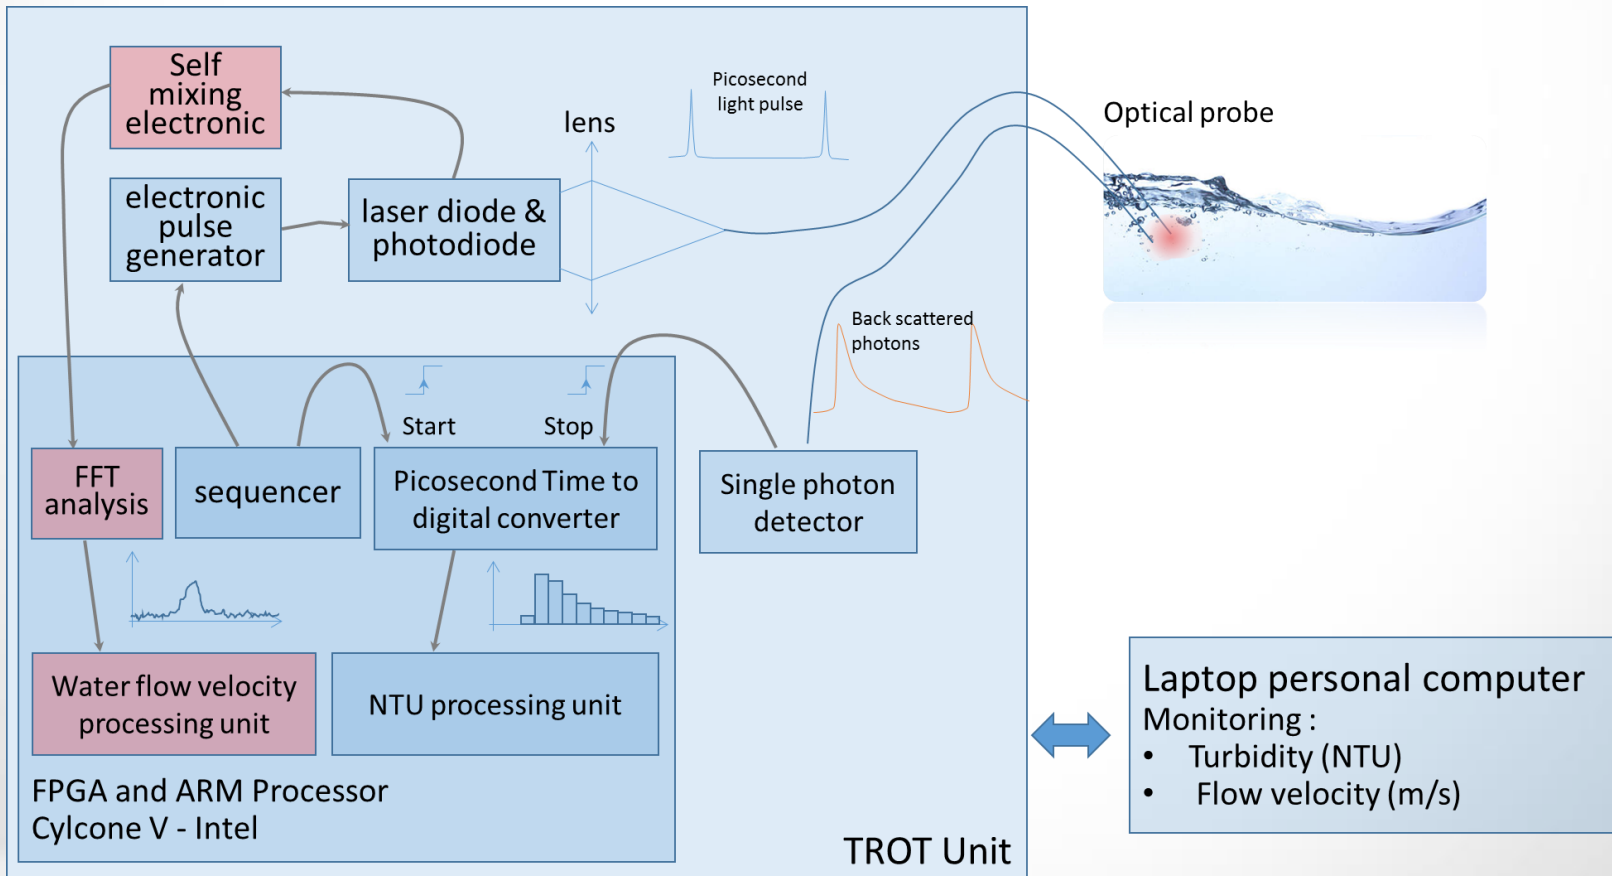 Self
mixing
electronic
Picosecond
light pulse
lens
Optical probe
electronic
pulse
generator
laser diode &
photodiode
Back scattered
photons
Start
Stop
FFT
analysis
sequencer
Picosecond Time to
digital converter
Single photon
detector
Water flow velocity
processing unit
NTU processing unit
FPGA and ARM Processor
Cylcone V - Intel
TROT Unit
Laptop personal computer
Monitoring :
• Turbidity (NTU)
• Flow velocity (m/s)